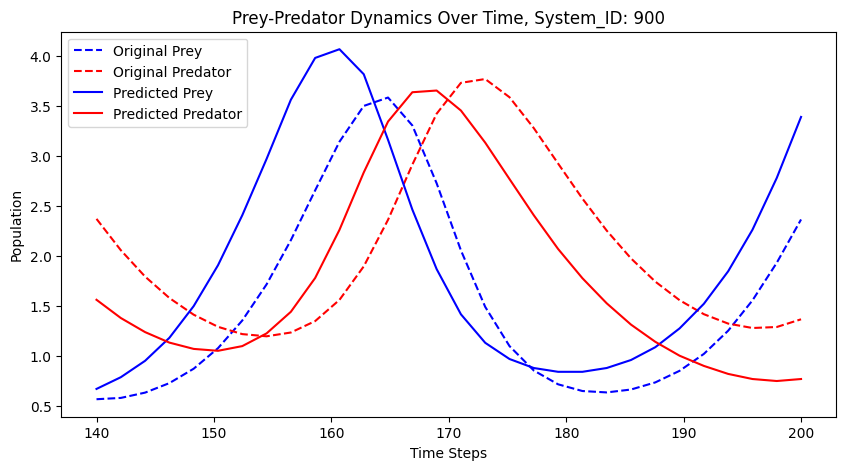 Prey-Predator Dynamics Over Time, System_ID: 900
Original Prey
Original Predator
Predicted Prey
Predicted Predator
Population
4.0
3.5
3.0
2.5
2.0
1.5
1.0
0.5
140
150
160
170
180
190
200
Time Steps